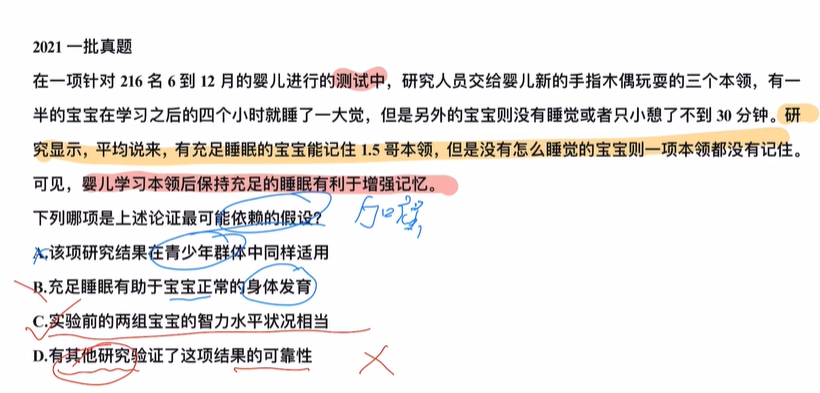 2021 一批真题
在一项针对 216 名 6 到 12 月的婴儿进行的测试中，研究人员交给婴儿新的手指木偶玩耍的三个本领，有一
半的宝宝在学习之后的四个小时就睡了一大觉，但是另外的宝宝则没有睡觉或者只小憩了不到 30 分钟。研
究显示，平均说来，有充足睡眠的宝宝能记住 1.5 哥本领，但是没有怎么睡觉的宝宝则一项本领都没有记住。
可见，婴儿学习本领后保持充足的睡眠有利于增强记忆。
下列哪项是上述论证最可能依赖的假设？
A.该项研究结果在青少年群体中同样适用
B.充足睡眠有助于宝宝正常的身体发育
C.实验前的两组宝宝的智力水平状况相当
D.有其他研究验证了这项结果的可靠性